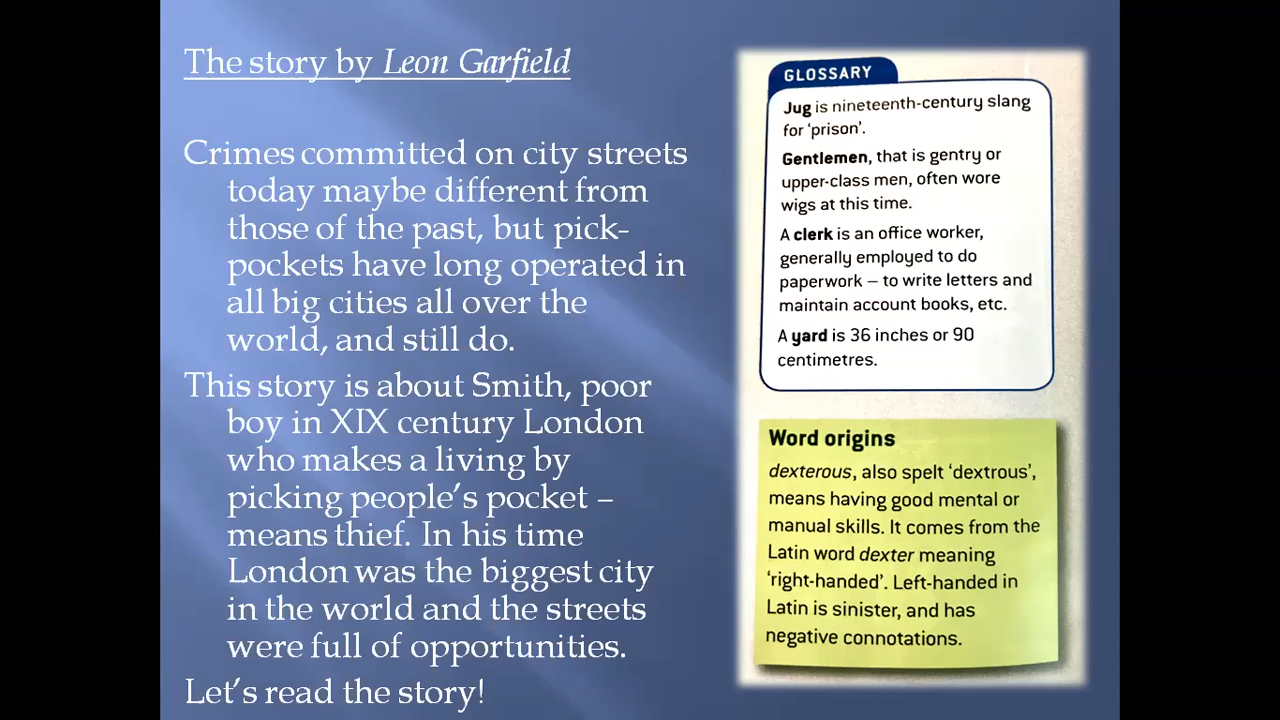 The story by Leon Garfield
Crimes committed on city streets
today maybe different from
those of the past, but pick-
pockets have long operated in
all big cities all over the
world, and still do.
This story is about Smith, poor
boy in XIX century London
who makes a living by
picking people's pocket –
means thief. In his time
London was the biggest city
in the world and the streets
were full of opportunities.
Let's read the story!
GLOSSARY
Jug is nineteenth-century slang
for 'prison'.
Gentlemen, that is gentry or
upper-class men, often wore
wigs at this time.
A clerk is an office worker,
generally employed to do
paperwork – to write letters and
maintain account books, etc.
A yard is 36 inches or 90
centimetres.
Word origins
dexterous, also spelt 'dextrous',
means having good mental or
manual skills. It comes from the
Latin word dexter meaning
'right-handed'. Left-handed in
Latin is sinister, and has
negative connotations.